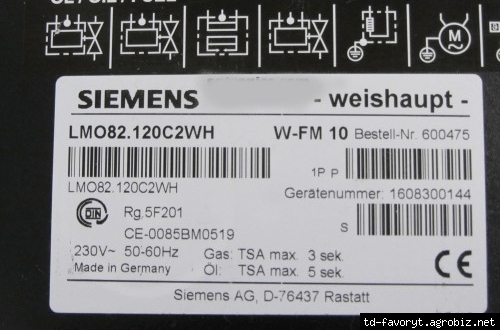 SIEMENS
- weishaupt -
LMO82.120C2WH
W-FM 10 Bestell-Nr. 600475
1P P
LMO82.120C2WH
Gerätenummer: 1608300144
DIN
Rg.5F201
S
CE-0085BM0519
230V~ 50-60Hz
Gas: TSA max. 3 sek.
Made in Germany
Öl: TSA max. 5 sek.
CE
Siemens AG, D-76437 Rastatt
M
td-favoryt.agrobiz.net